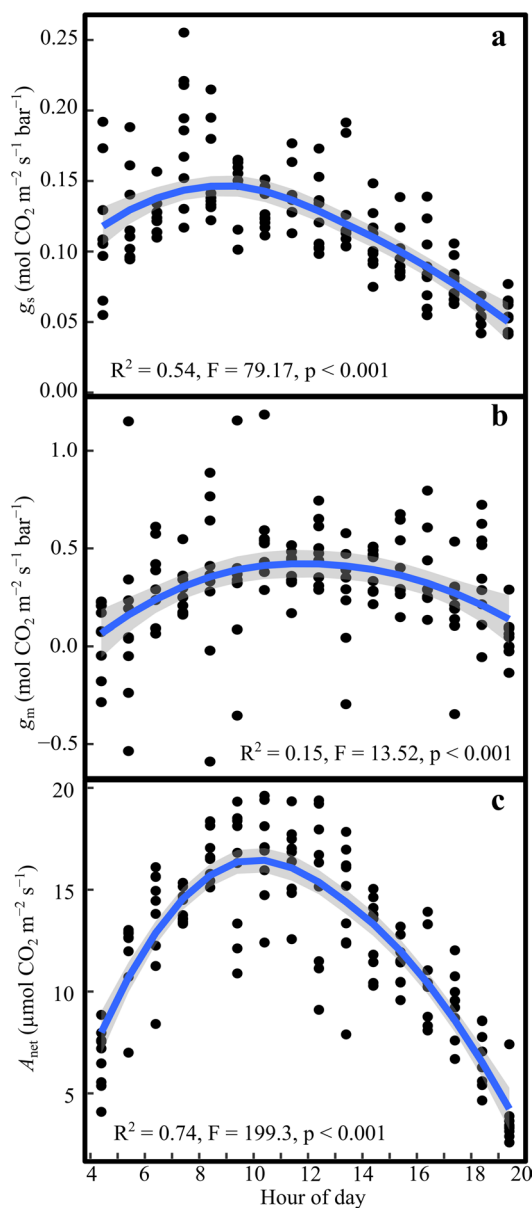 a
0.25
0.20
0.15
0.10
0.05
0.00
gs (mol CO2 m−2 s−1 bar−1)
R2 = 0.54, F = 79.17, p < 0.001
b
1.0
0.5
0.0
−0.5
gm (mol CO2 m−2 s−1 bar−1)
R2 = 0.15, F = 13.52, p < 0.001
c
20
15
10
5
Anet (µmol CO2 m−2 s−1)
R2 = 0.74, F = 199.3, p < 0.001
4 6 8 10 12 14 16 18 20
Hour of day